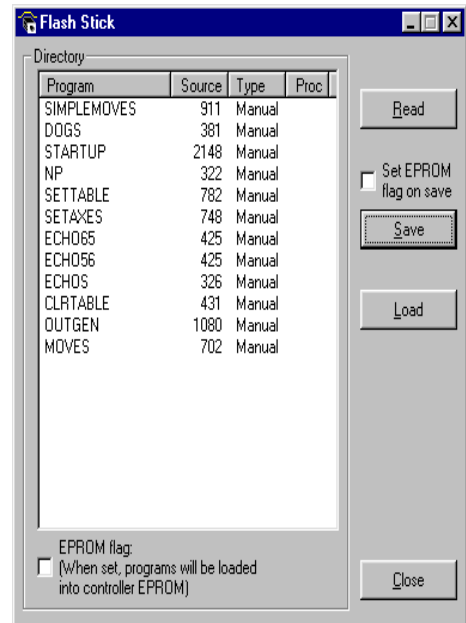 Flash Stick
Directory
Program Source Type Proc
SIMPLEMOVES 911 Manual
DOGS 381 Manual
STARTUP 2148 Manual
NP 322 Manual
SETTABLE 782 Manual
SETAXES 748 Manual
ECHO65 425 Manual
ECHO56 425 Manual
ECHOS 326 Manual
CLRTABLE 431 Manual
OUTGEN 1080 Manual
MOVES 702 Manual
EPROM flag:
(When set, programs will be loaded
into controller EPROM)
Read
Set EPROM
flag on save
Save
Load
Close